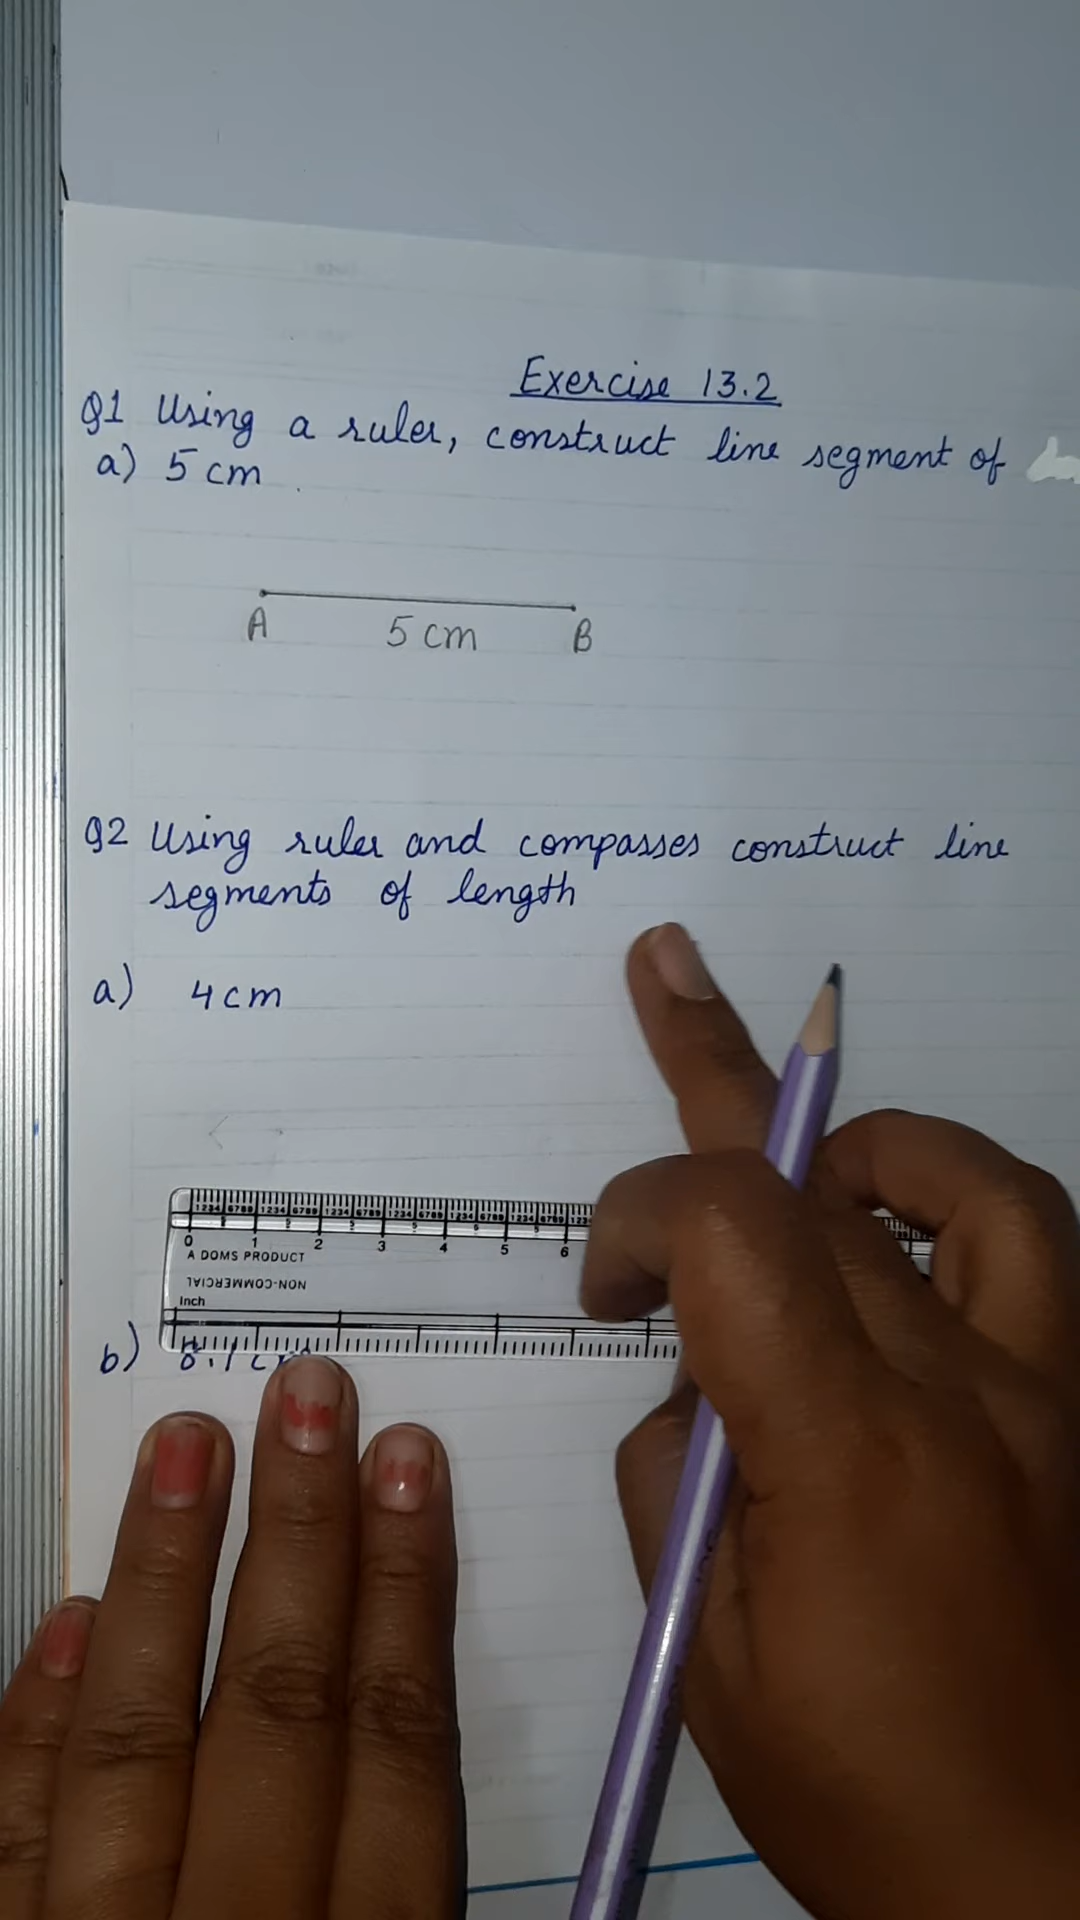 Exercise 13.2
Q1 Using a ruler, construct line segment of
a) 5 cm
A 5 cm B
Q2 Using ruler and compasses construct line
segments of length
a) 4 cm
0 1 2 3 4 5 6
A DOMS PRODUCT
NON-COMMERCIAL
Inch
b)